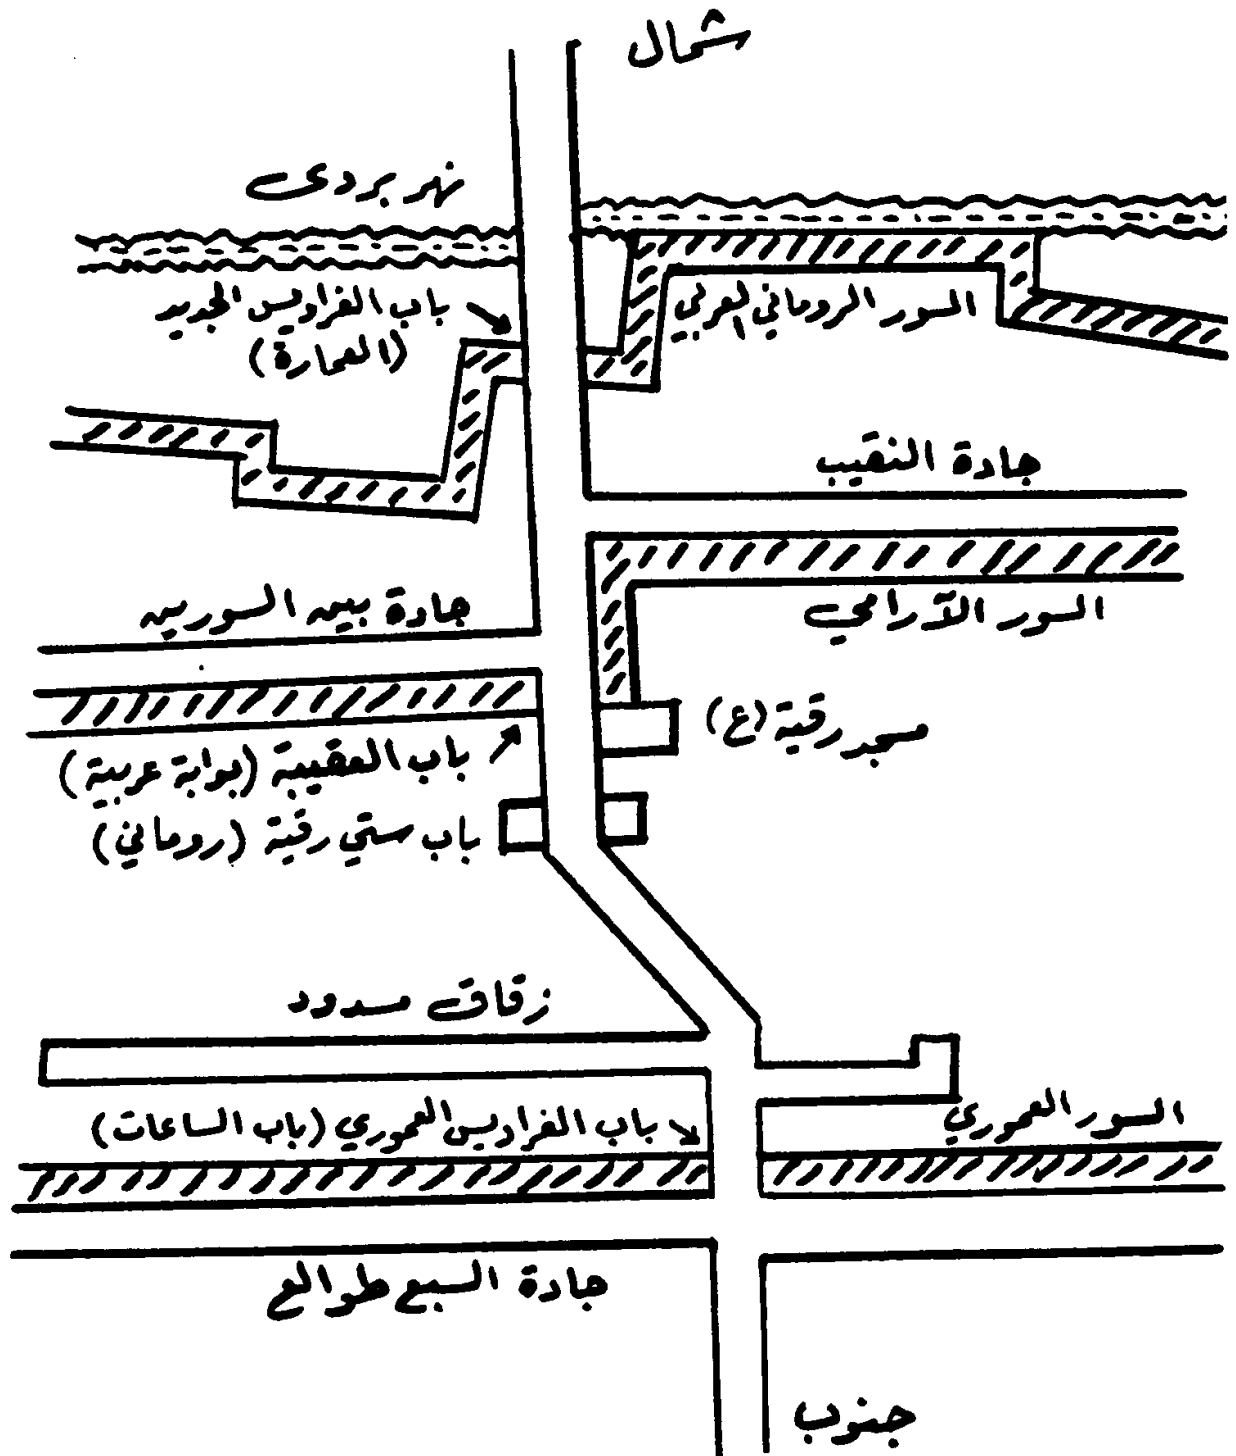 شمال
نهر بردى
باب الفراديس الجديد
(العمارة)
السور الروماني العربي
جادة النقيب
جادة بين السورين
السور الآرامي
مسجد رقية (ع)
باب العقيبة (بوابة عربية)
باب ستي رقية (روماني)
زقاق مسدود
السور العموري
باب الفراديس العموري (باب الساعات)
جادة السبع طوالع
جنوب